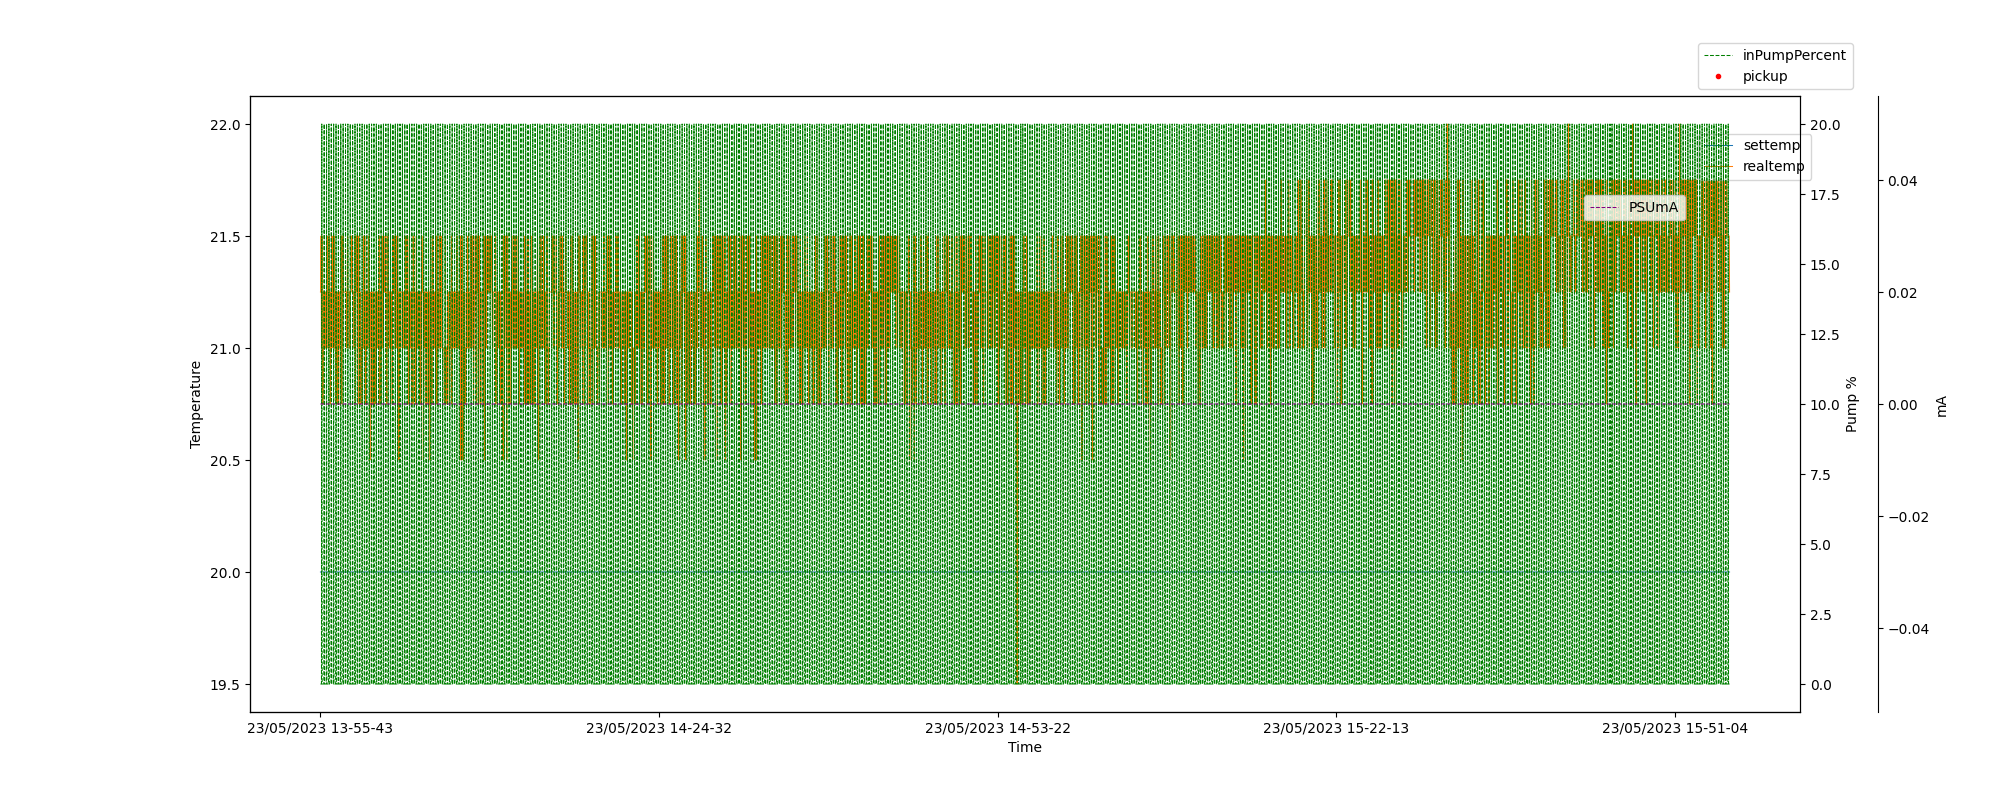 inPumpPercent
pickup
settemp
realtemp
PSUmA
22.0
21.5
21.0
20.5
20.0
19.5
Temperature
20.0
17.5
15.0
12.5
10.0
7.5
5.0
2.5
0.0
Pump %
0.04
0.02
0.00
−0.02
−0.04
mA
23/05/2023 13-55-43
23/05/2023 14-24-32
23/05/2023 14-53-22
23/05/2023 15-22-13
23/05/2023 15-51-04
Time